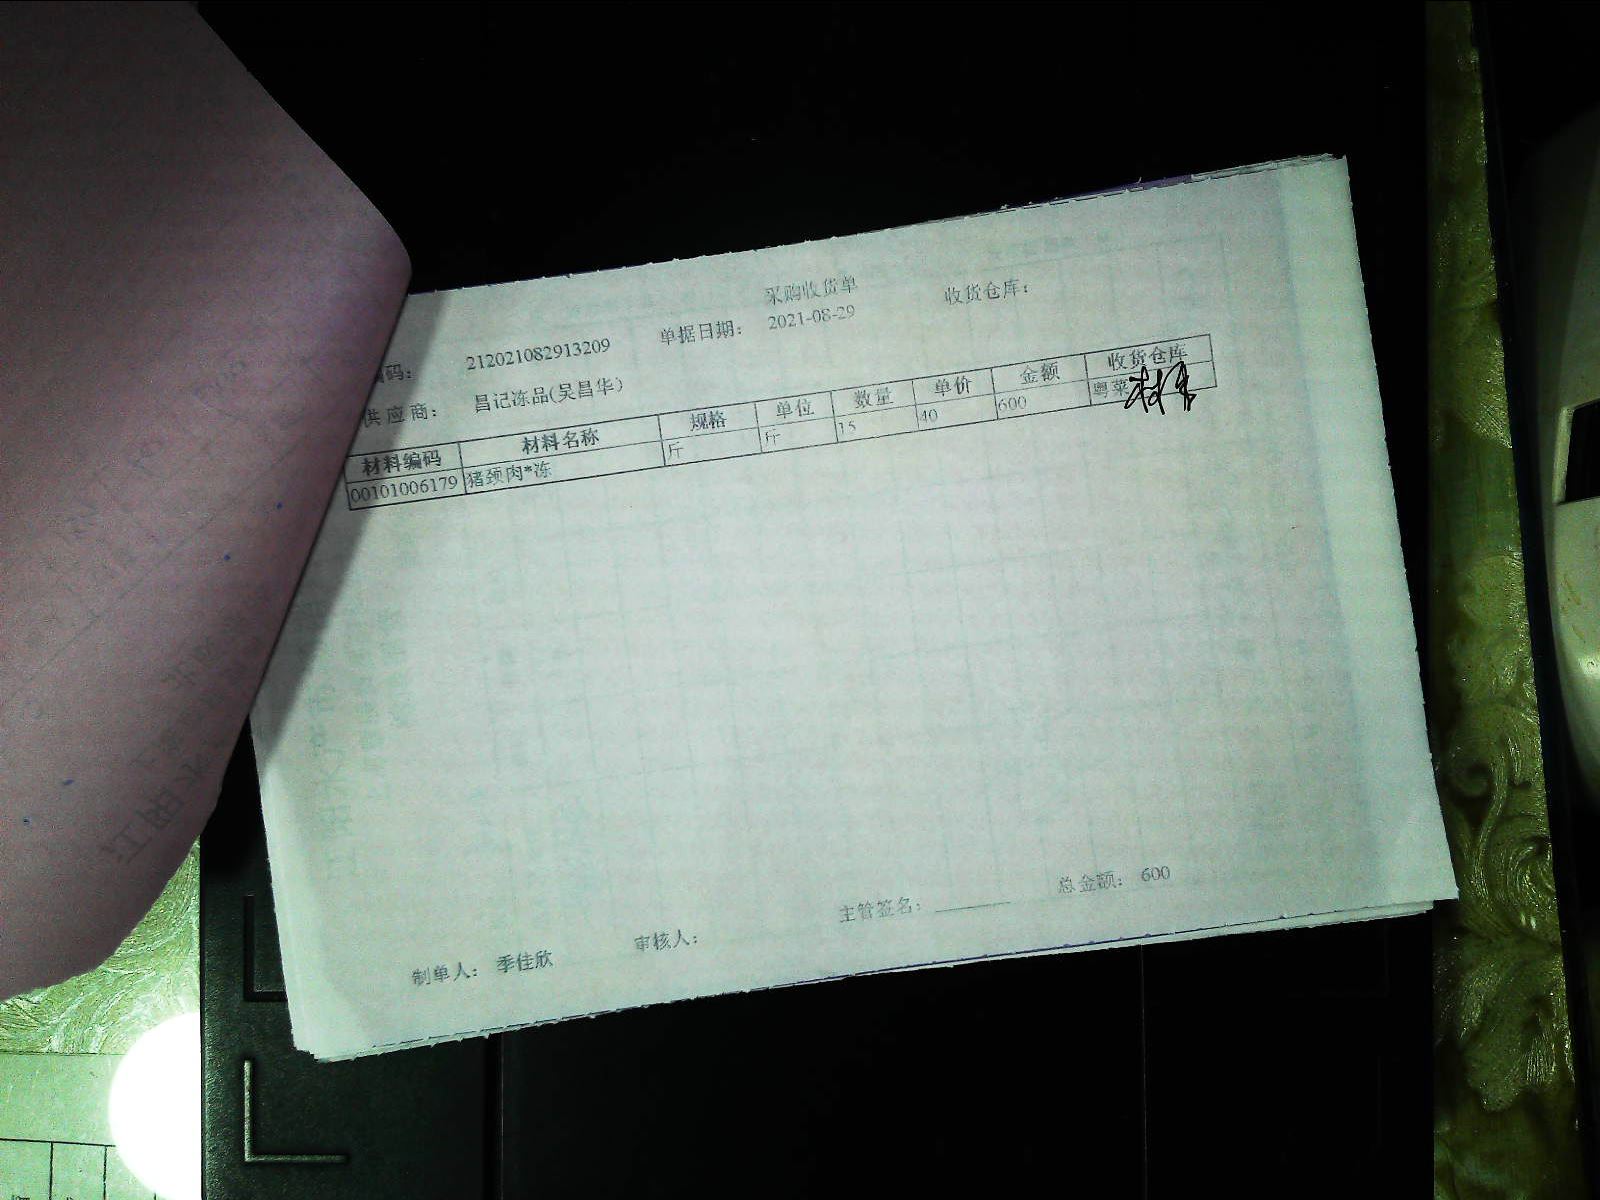 采购收货单
编码： 212021082913209 单据日期： 2021-08-29 收货仓库：
供应商： 昌记冻品(吴昌华)
材料编码 材料名称 规格 单位 数量 单价 金额 收货仓库
00101006179 猪颈肉*冻 斤 斤 15 40 600 粤菜
总金额： 600
制单人： 季佳欣 审核人： 主管签名：